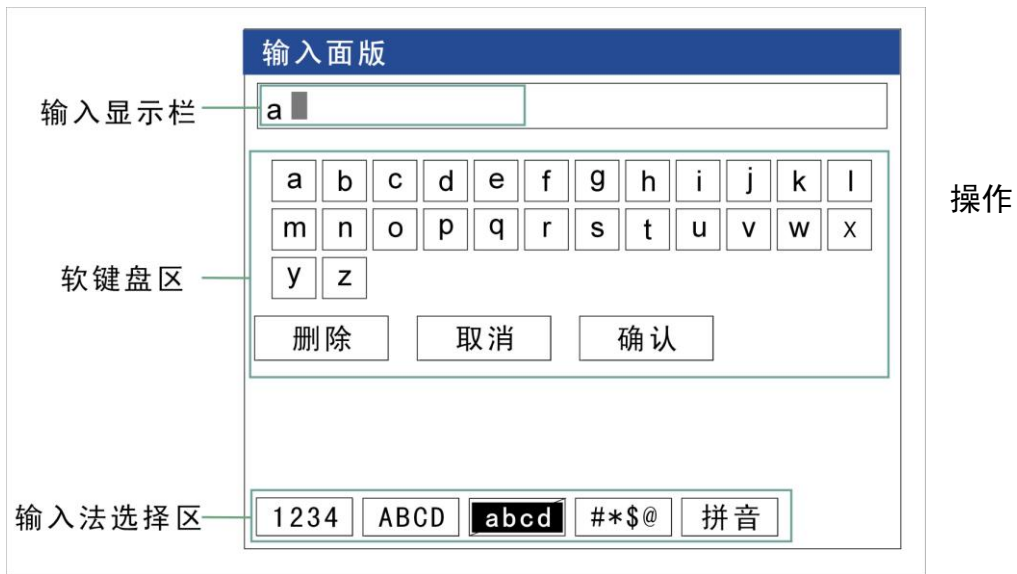 输入面版
输入显示栏
a
a b c d e f g h i j k l
操作
m n o p q r s t u v w x
软键盘区
y z
删除 取消 确认
输入法选择区
1234 ABCD abcd #*$@ 拼音